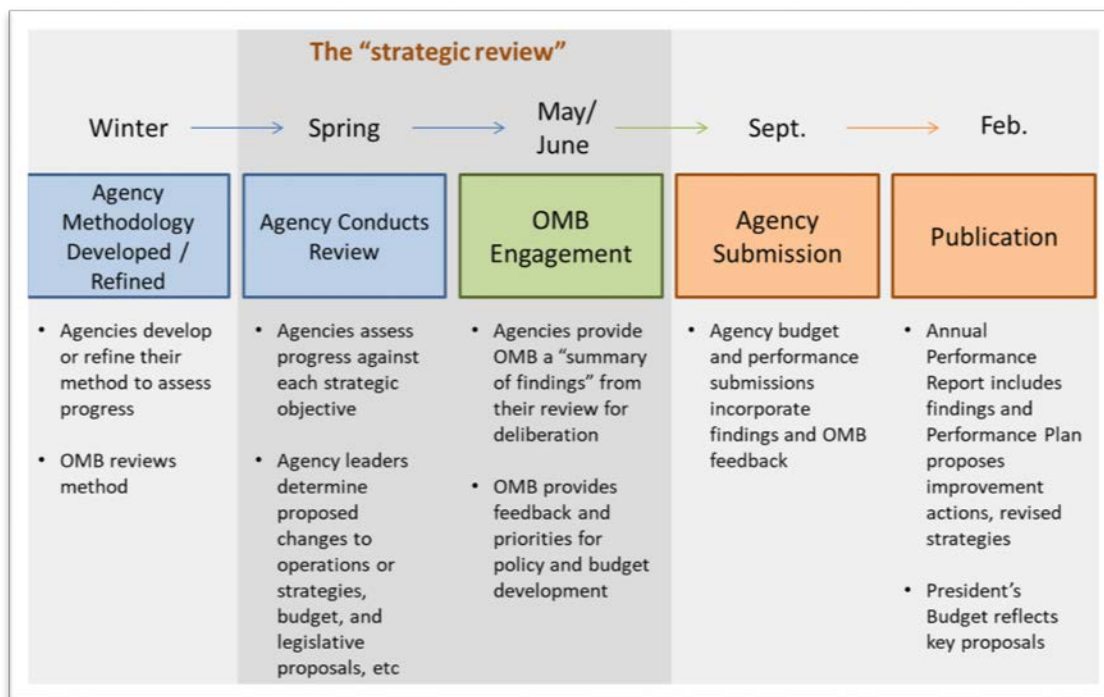 The “strategic review”
Winter
Spring
May/
June
Sept.
Feb.
Agency
Methodology
Developed /
Refined
Agency Conducts
Review
OMB
Engagement
Agency
Submission
Publication
• Agencies develop
or refine their
method to assess
progress
• OMB reviews
method
• Agencies assess
progress against
each strategic
objective
• Agency leaders
determine
proposed
changes to
operations or
strategies,
budget, and
legislative
proposals, etc
• Agencies provide
OMB a “summary
of findings” from
their review for
deliberation
• OMB provides
feedback and
priorities for
policy and budget
development
• Agency budget
and performance
submissions
incorporate
findings and OMB
feedback
• Annual
Performance
Report includes
findings and
Performance Plan
proposes
improvement
actions, revised
strategies
• President’s
Budget reflects
key proposals